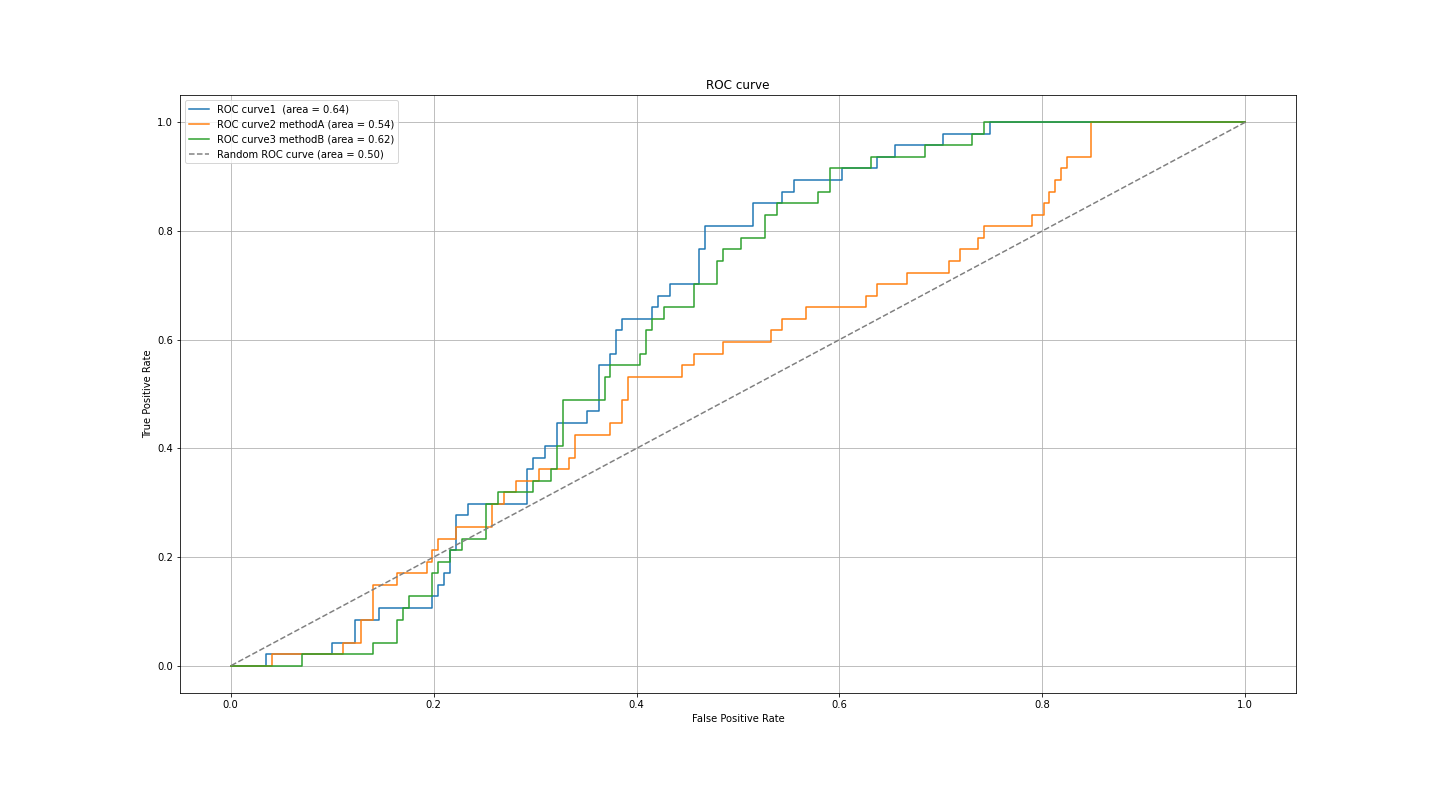 ROC curve
ROC curve1  (area = 0.64)
ROC curve2 methodA (area = 0.54)
ROC curve3 methodB (area = 0.62)
Random ROC curve (area = 0.50)
True Positive Rate
1.0
0.8
0.6
0.4
0.2
0.0
0.0 0.2 0.4 0.6 0.8 1.0
False Positive Rate